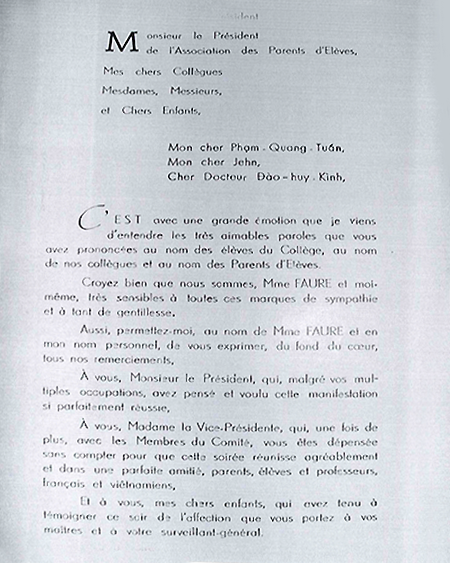 Monsieur le Président
de l'Association des Parents d'Elèves,
Mes chers Collègues
Mesdames, Messieurs,
et Chers Enfants,
Mon cher Phạm-Quang-Tuấn,
Mon cher Jehn,
Cher Docteur Đào-huy-Kính,
C'EST avec une grande émotion que je viens
d'entendre les très aimables paroles que vous
avez prononcées au nom des élèves du Collège, au nom
de nos collègues et au nom des Parents d'Elèves.
Croyez bien que nous sommes, Mme FAURE et moi-
même, très sensibles à toutes ces marques de sympathie
et à tant de gentillesse.
Aussi, permettez-moi, au nom de Mme FAURE et en
mon nom personnel, de vous exprimer, du fond du cœur,
tous nos remerciements,
À vous, Monsieur le Président, qui, malgré vos mul-
tiples occupations, avez pensé et voulu cette manifestation
si parfaitement réussie,
À vous, Madame la Vice-Présidente, qui, une fois de
plus, avec les Membres du Comité, vous êtes dépensée
sans compter pour que cette soirée réunisse agréablement
et dans une parfaite amitié, parents, élèves et professeurs,
français et viêtnamiens,
Et à vous, mes chers enfants, qui avez tenu à
témoigner ce soir de l'affection que vous portez à vos
maîtres et à votre surveillant-général.